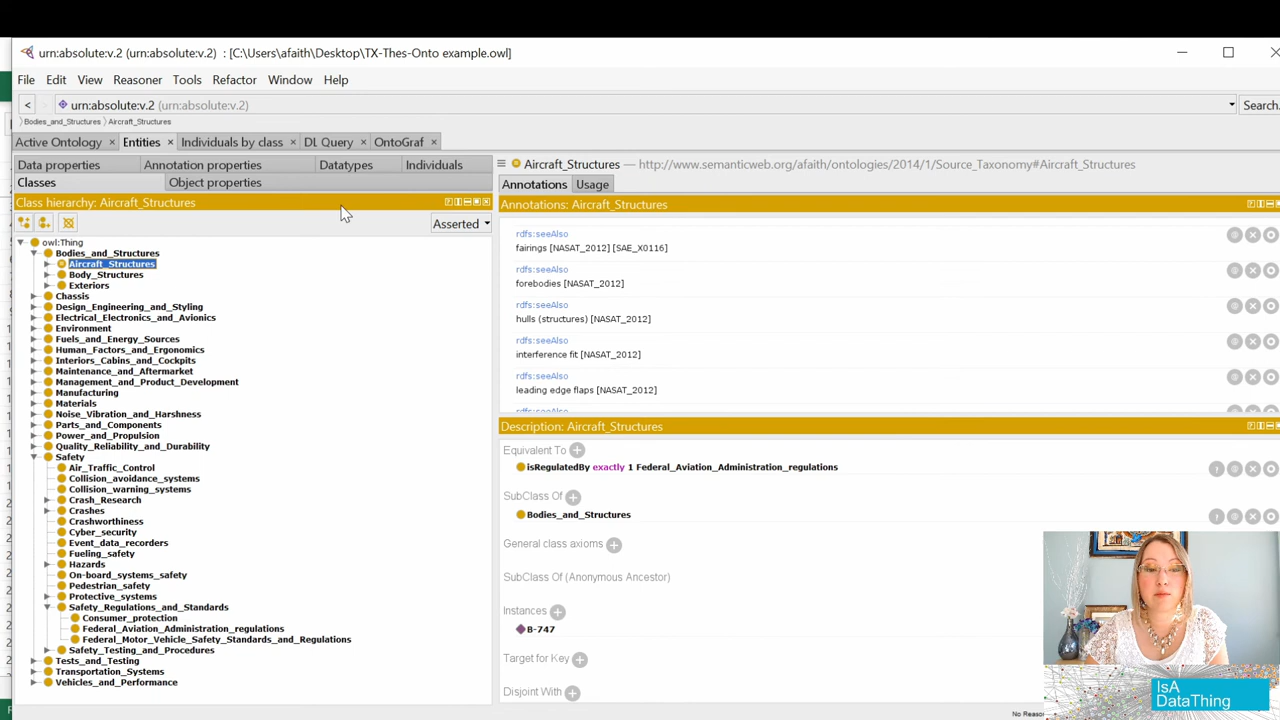 urn:absolute:v.2 (urn:absolute:v.2) : [C:\Users\afaith\Desktop\TX-Thes-Onto example.owl]
File Edit View Reasoner Tools Refactor Window Help
< urn:absolute:v.2 (urn:absolute:v.2) Search.
Bodies_and_Structures Aircraft_Structures
Active Ontology × Entities × Individuals by class × DL Query × OntoGraf ×
Data properties Annotation properties Datatypes Individuals
Classes Object properties
Class hierarchy: Aircraft_Structures
Asserted
owl:Thing
Bodies_and_Structures
Aircraft_Structures
Body_Structures
Exteriors
Chassis
Design_Engineering_and_Styling
Electrical_Electronics_and_Avionics
Environment
Fuels_and_Energy_Sources
Human_Factors_and_Ergonomics
Interiors_Cabins_and_Cockpits
Maintenance_and_Aftermarket
Management_and_Product_Development
Manufacturing
Materials
Noise_Vibration_and_Harshness
Parts_and_Components
Power_and_Propulsion
Quality_Reliability_and_Durability
Safety
Air_Traffic_Control
Collision_avoidance_systems
Collision_warning_systems
Crash_Research
Crashes
Crashworthiness
Cyber_security
Event_data_recorders
Fueling_safety
Hazards
On-board_systems_safety
Pedestrian_safety
Protective_systems
Safety_Regulations_and_Standards
Consumer_protection
Federal_Aviation_Administration_regulations
Federal_Motor_Vehicle_Safety_Standards_and_Regulations
Safety_Testing_and_Procedures
Tests_and_Testing
Transportation_Systems
Vehicles_and_Performance
Aircraft_Structures — http://www.semanticweb.org/afaith/ontologies/2014/1/Source_Taxonomy#Aircraft_Structures
Annotations Usage
Annotations: Aircraft_Structures
rdfs:seeAlso
fairings [NASAT_2012] [SAE_X0116]
rdfs:seeAlso
forebodies [NASAT_2012]
rdfs:seeAlso
hulls (structures) [NASAT_2012]
rdfs:seeAlso
interference fit [NASAT_2012]
rdfs:seeAlso
leading edge flaps [NASAT_2012]
Description: Aircraft_Structures
Equivalent To
isRegulatedBy exactly 1 Federal_Aviation_Administration_regulations
SubClass Of
Bodies_and_Structures
General class axioms
SubClass Of (Anonymous Ancestor)
Instances
B-747
Target for Key
Disjoint With
No Reaso
IsA
DataThing